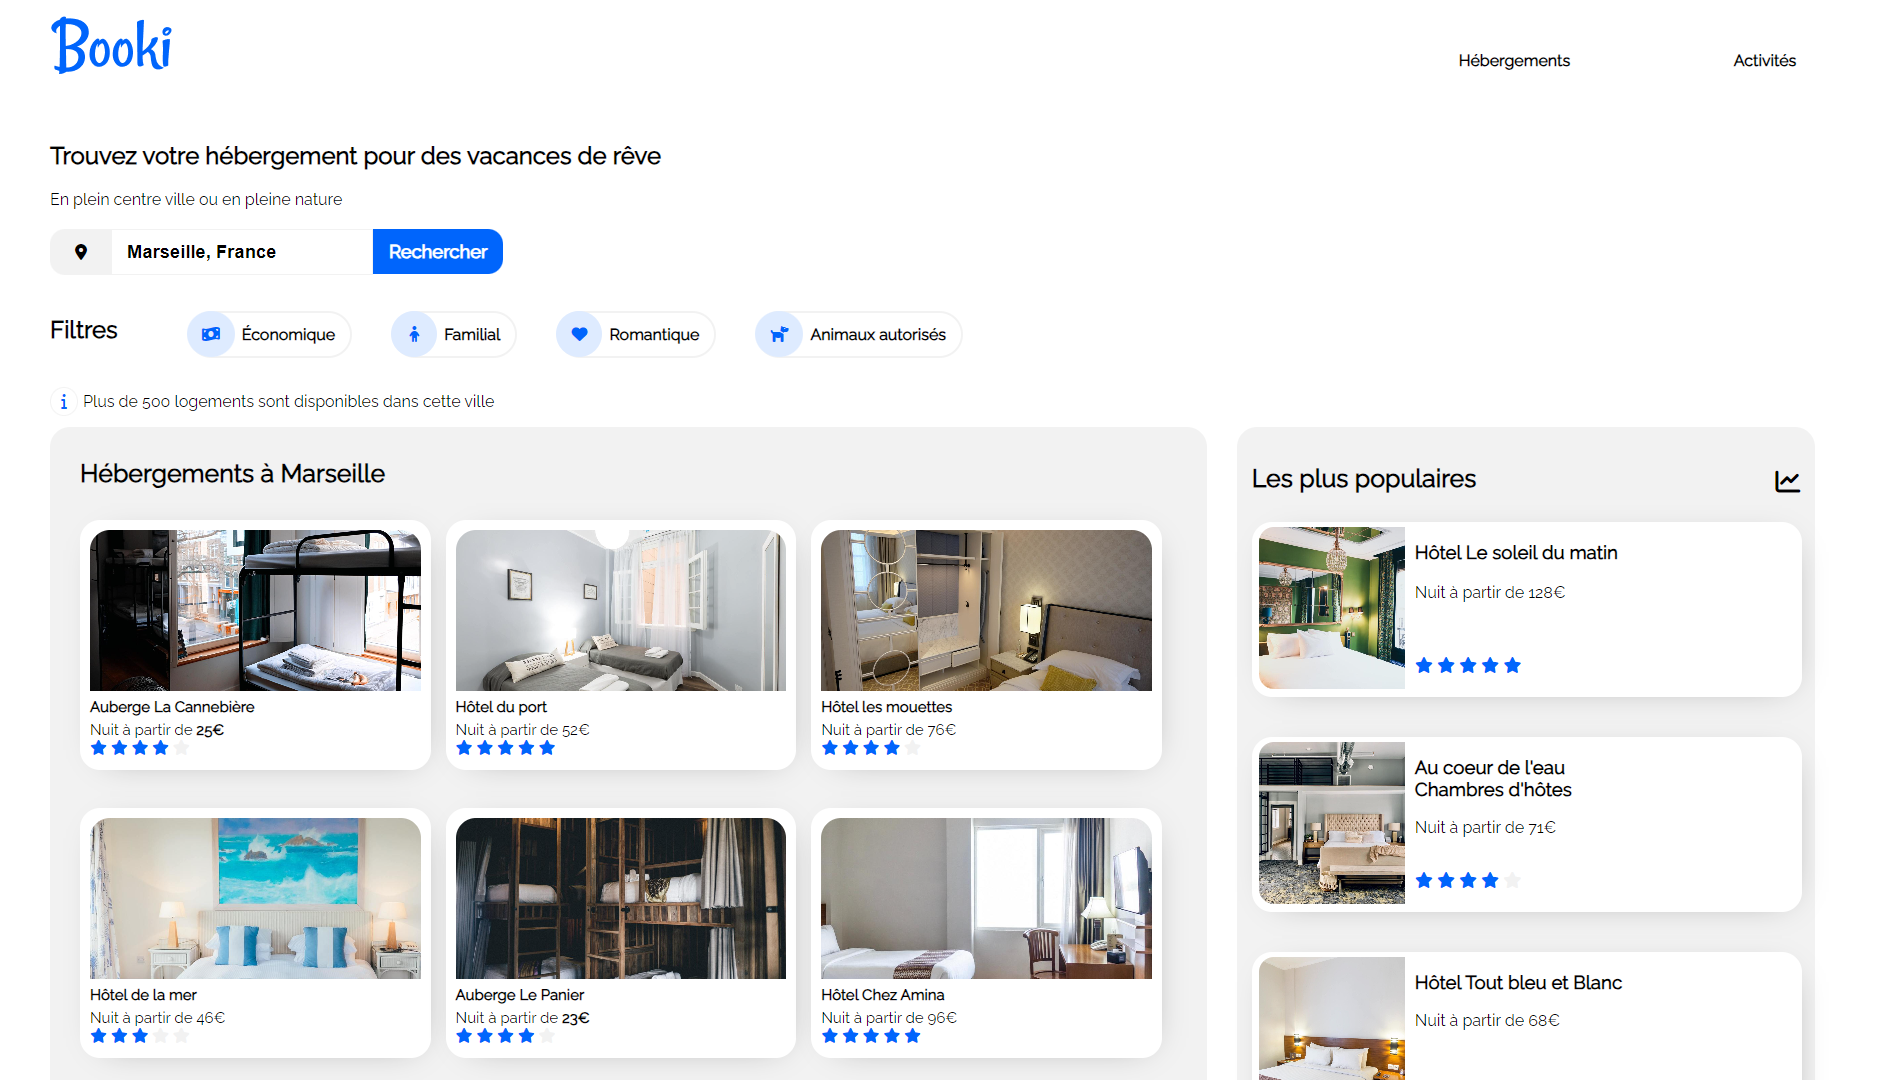 Booki
Hébergements
Activités
Trouvez votre hébergement pour des vacances de rêve
En plein centre ville ou en pleine nature
Marseille, France
Rechercher
Filtres
Économique
Familial
Romantique
Animaux autorisés
Plus de 500 logements sont disponibles dans cette ville
Hébergements à Marseille
Auberge La Cannebière
Nuit à partir de 25€
Hôtel du port
Nuit à partir de 52€
Hôtel les mouettes
Nuit à partir de 76€
Hôtel de la mer
Nuit à partir de 46€
Auberge Le Panier
Nuit à partir de 23€
Hôtel Chez Amina
Nuit à partir de 96€
Les plus populaires
Hôtel Le soleil du matin
Nuit à partir de 128€
Au coeur de l'eau
Chambres d'hôtes
Nuit à partir de 71€
Hôtel Tout bleu et Blanc
Nuit à partir de 68€